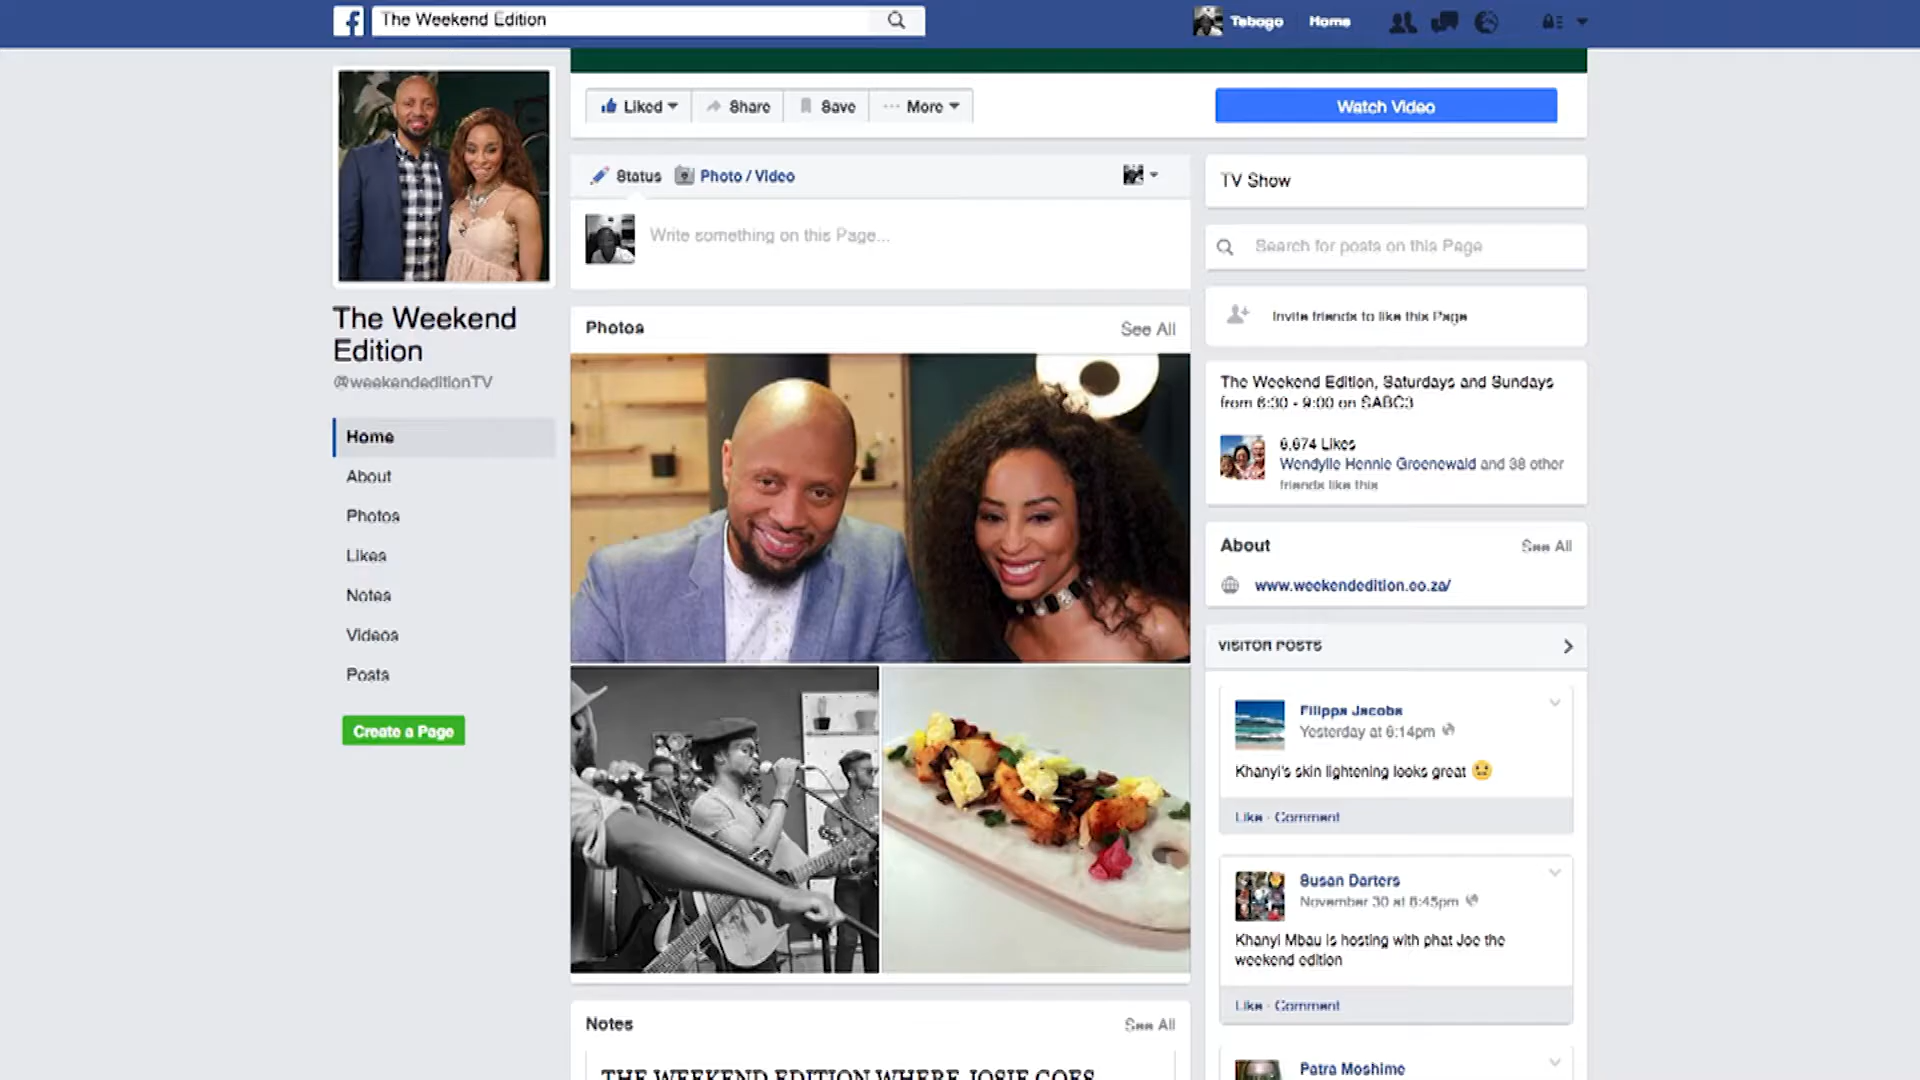 The Weekend Edition
Tebogo
Home
Liked
Share
Save
More
Watch Video
Status
Photo / Video
Write something on this Page...
The Weekend
Edition
@weekendeditionTV
Home
About
Photos
Likes
Notes
Videos
Posts
Create a Page
Photos
See All
Notes
See All
THE WEEKEND EDITION WHERE JOSIE GOES
TV Show
Search for posts on this Page
Invite friends to like this Page
The Weekend Edition, Saturdays and Sundays
from 6:30 - 9:00 on SABC3
6,674 Likes
Wendylle Hennie Groenewald and 38 other
friends like this
About
See All
www.weekendedition.co.za/
VISITOR POSTS
Filippa Jacobs
Yesterday at 6:14pm
Khanyi's skin lightening looks great
Like · Comment
Susan Darters
November 30 at 8:45pm
Khanyi Mbau is hosting with phat Joe the
weekend edition
Like · Comment
Patra Moshime